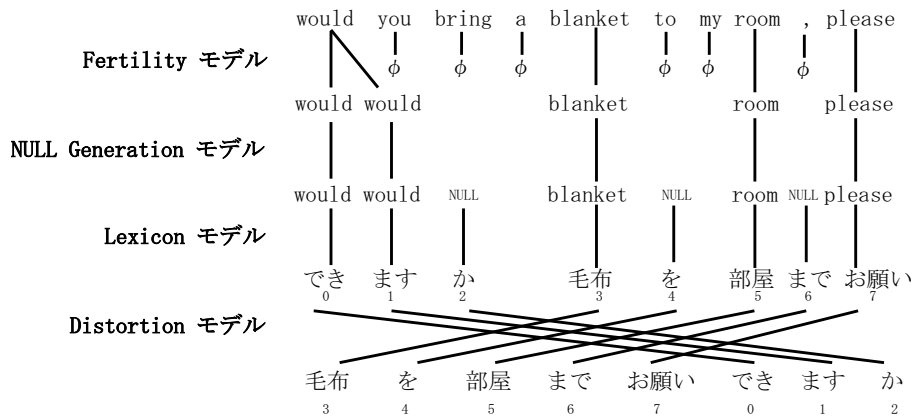 would you bring a blanket to my room , please
Fertility モデル
φ φ φ φ φ φ
would would blanket room please
NULL Generation モデル
would would NULL blanket NULL room NULL please
Lexicon モデル
でき ます か 毛布 を 部屋 まで お願い
0 1 2 3 4 5 6 7
Distortion モデル
毛布 を 部屋 まで お願い でき ます か
3 4 5 6 7 0 1 2